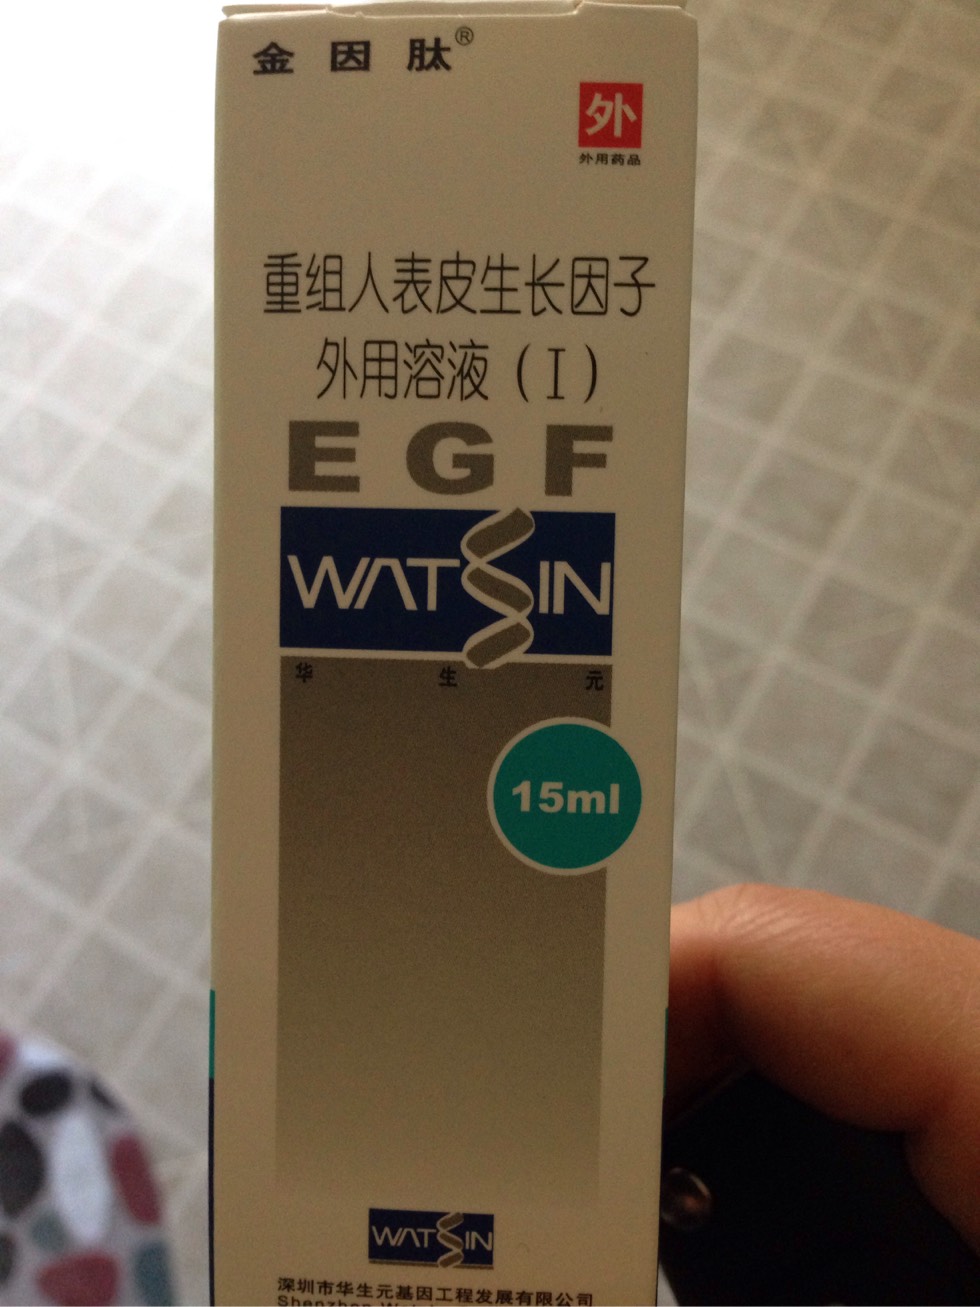 金因肽®
外
外用药品
重组人表皮生长因子
外用溶液（I）
EGF
WATSIN
华生元
15ml
WATSIN
深圳市华生元基因工程发展有限公司
Shenzhen